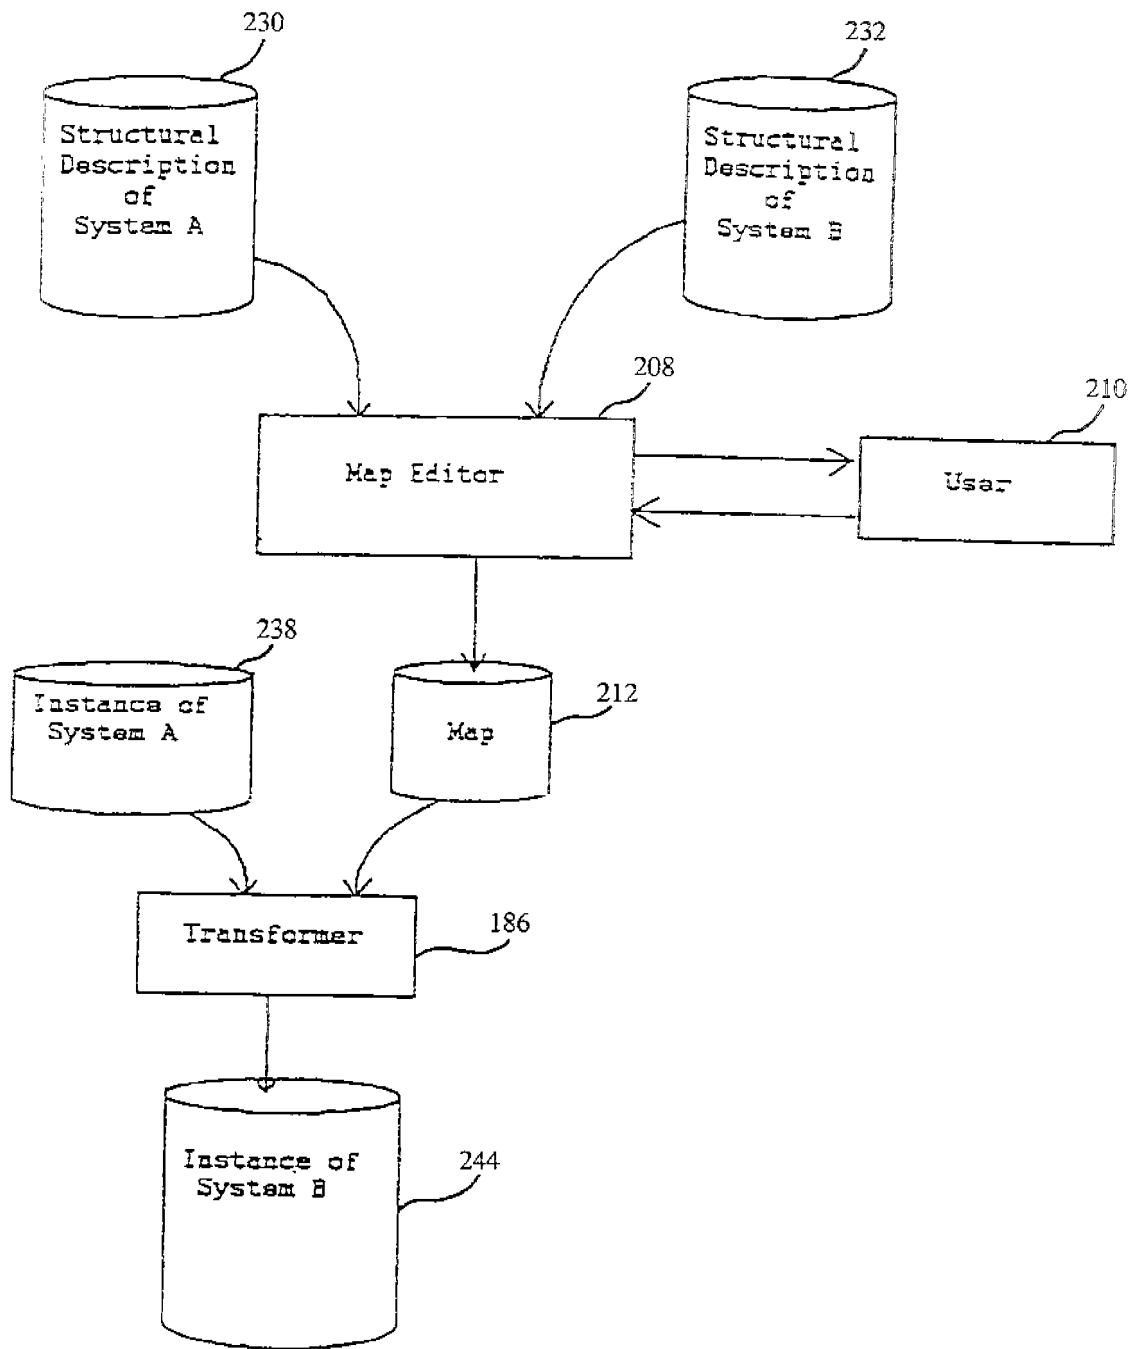 230
232
Structural
Description
of
System A
Structural
Description
of
System B
208
210
Map Editor
User
238
212
Instance of
System A
Map
Transformer
186
Instance of
System B
244